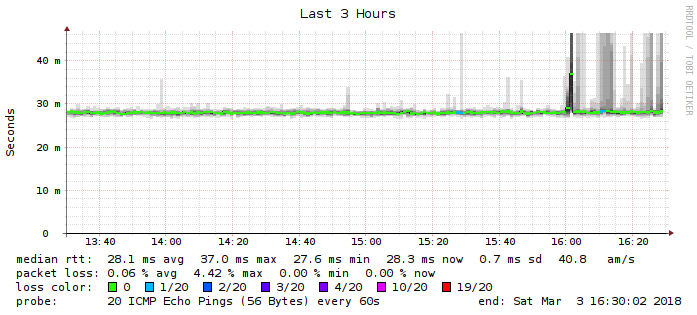 Last 3 Hours
RRDTOOL / TOBI OETIKER
Seconds
40 m
30 m
20 m
10 m
0
13:40 14:00 14:20 14:40 15:00 15:20 15:40 16:00 16:20
median rtt: 28.1 ms avg 37.0 ms max 27.6 ms min 28.3 ms now 0.7 ms sd 40.8 am/s
packet loss: 0.06 % avg 4.42 % max 0.00 % min 0.00 % now
loss color: 0 1/20 2/20 3/20 4/20 10/20 19/20
probe: 20 ICMP Echo Pings (56 Bytes) every 60s end: Sat Mar 3 16:30:02 2018